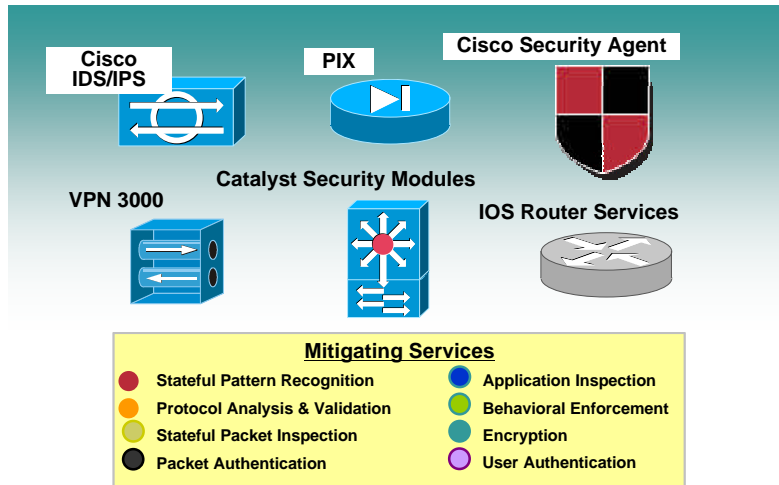 Cisco
IDS/IPS
PIX
Cisco Security Agent
VPN 3000
Catalyst Security Modules
IOS Router Services
Mitigating Services
Stateful Pattern Recognition
Protocol Analysis & Validation
Stateful Packet Inspection
Packet Authentication
Application Inspection
Behavioral Enforcement
Encryption
User Authentication